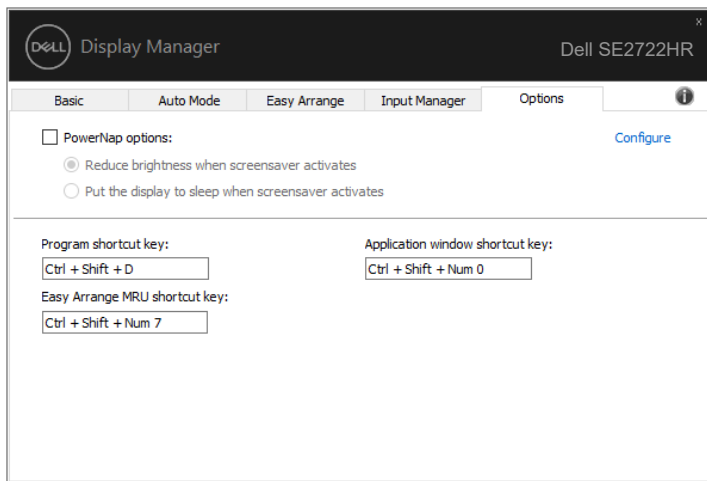 x
DELL Display Manager
Dell SE2722HR
Basic Auto Mode Easy Arrange Input Manager Options i
PowerNap options: Configure
Reduce brightness when screensaver activates
Put the display to sleep when screensaver activates
Program shortcut key: Application window shortcut key:
Ctrl + Shift + D Ctrl + Shift + Num 0
Easy Arrange MRU shortcut key:
Ctrl + Shift + Num 7